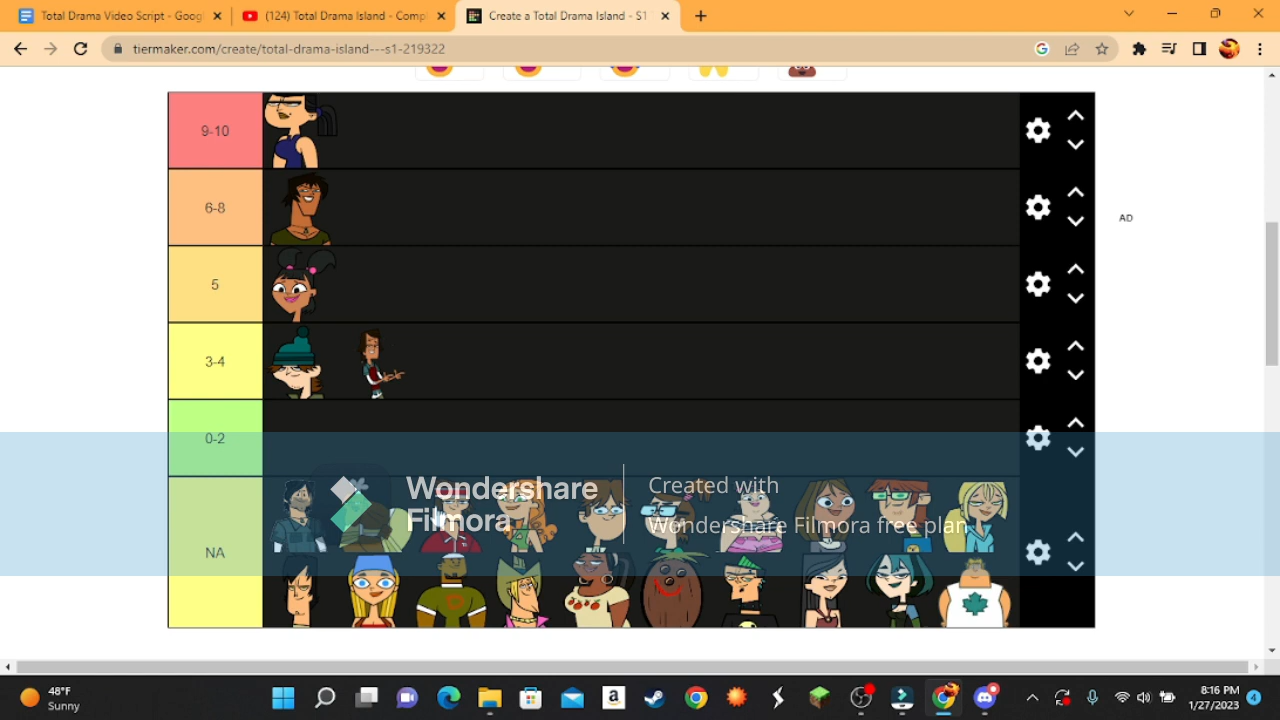 Total Drama Video Script - Goog
(124) Total Drama Island - Comp
Create a Total Drama Island - S1
tiermaker.com/create/total-drama-island---s1-219322
9-10
6-8
AD
5
3-4
0-2
Wondershare
Filmora
Created with
Wondershare Filmora free plan
NA
48°F
Sunny
8:16 PM
1/27/2023
4